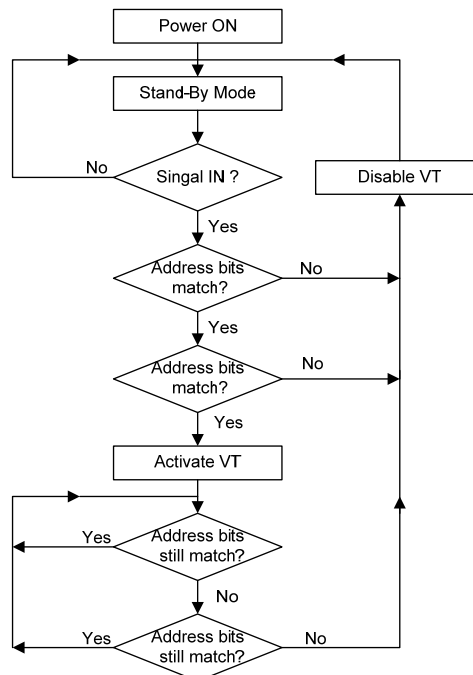 Power ON
Stand-By Mode
No
Singal IN ?
Disable VT
Yes
Address bits
match?
No
Yes
Address bits
match?
No
Yes
Activate VT
Yes
Address bits
still match?
No
Yes
Address bits
still match?
No